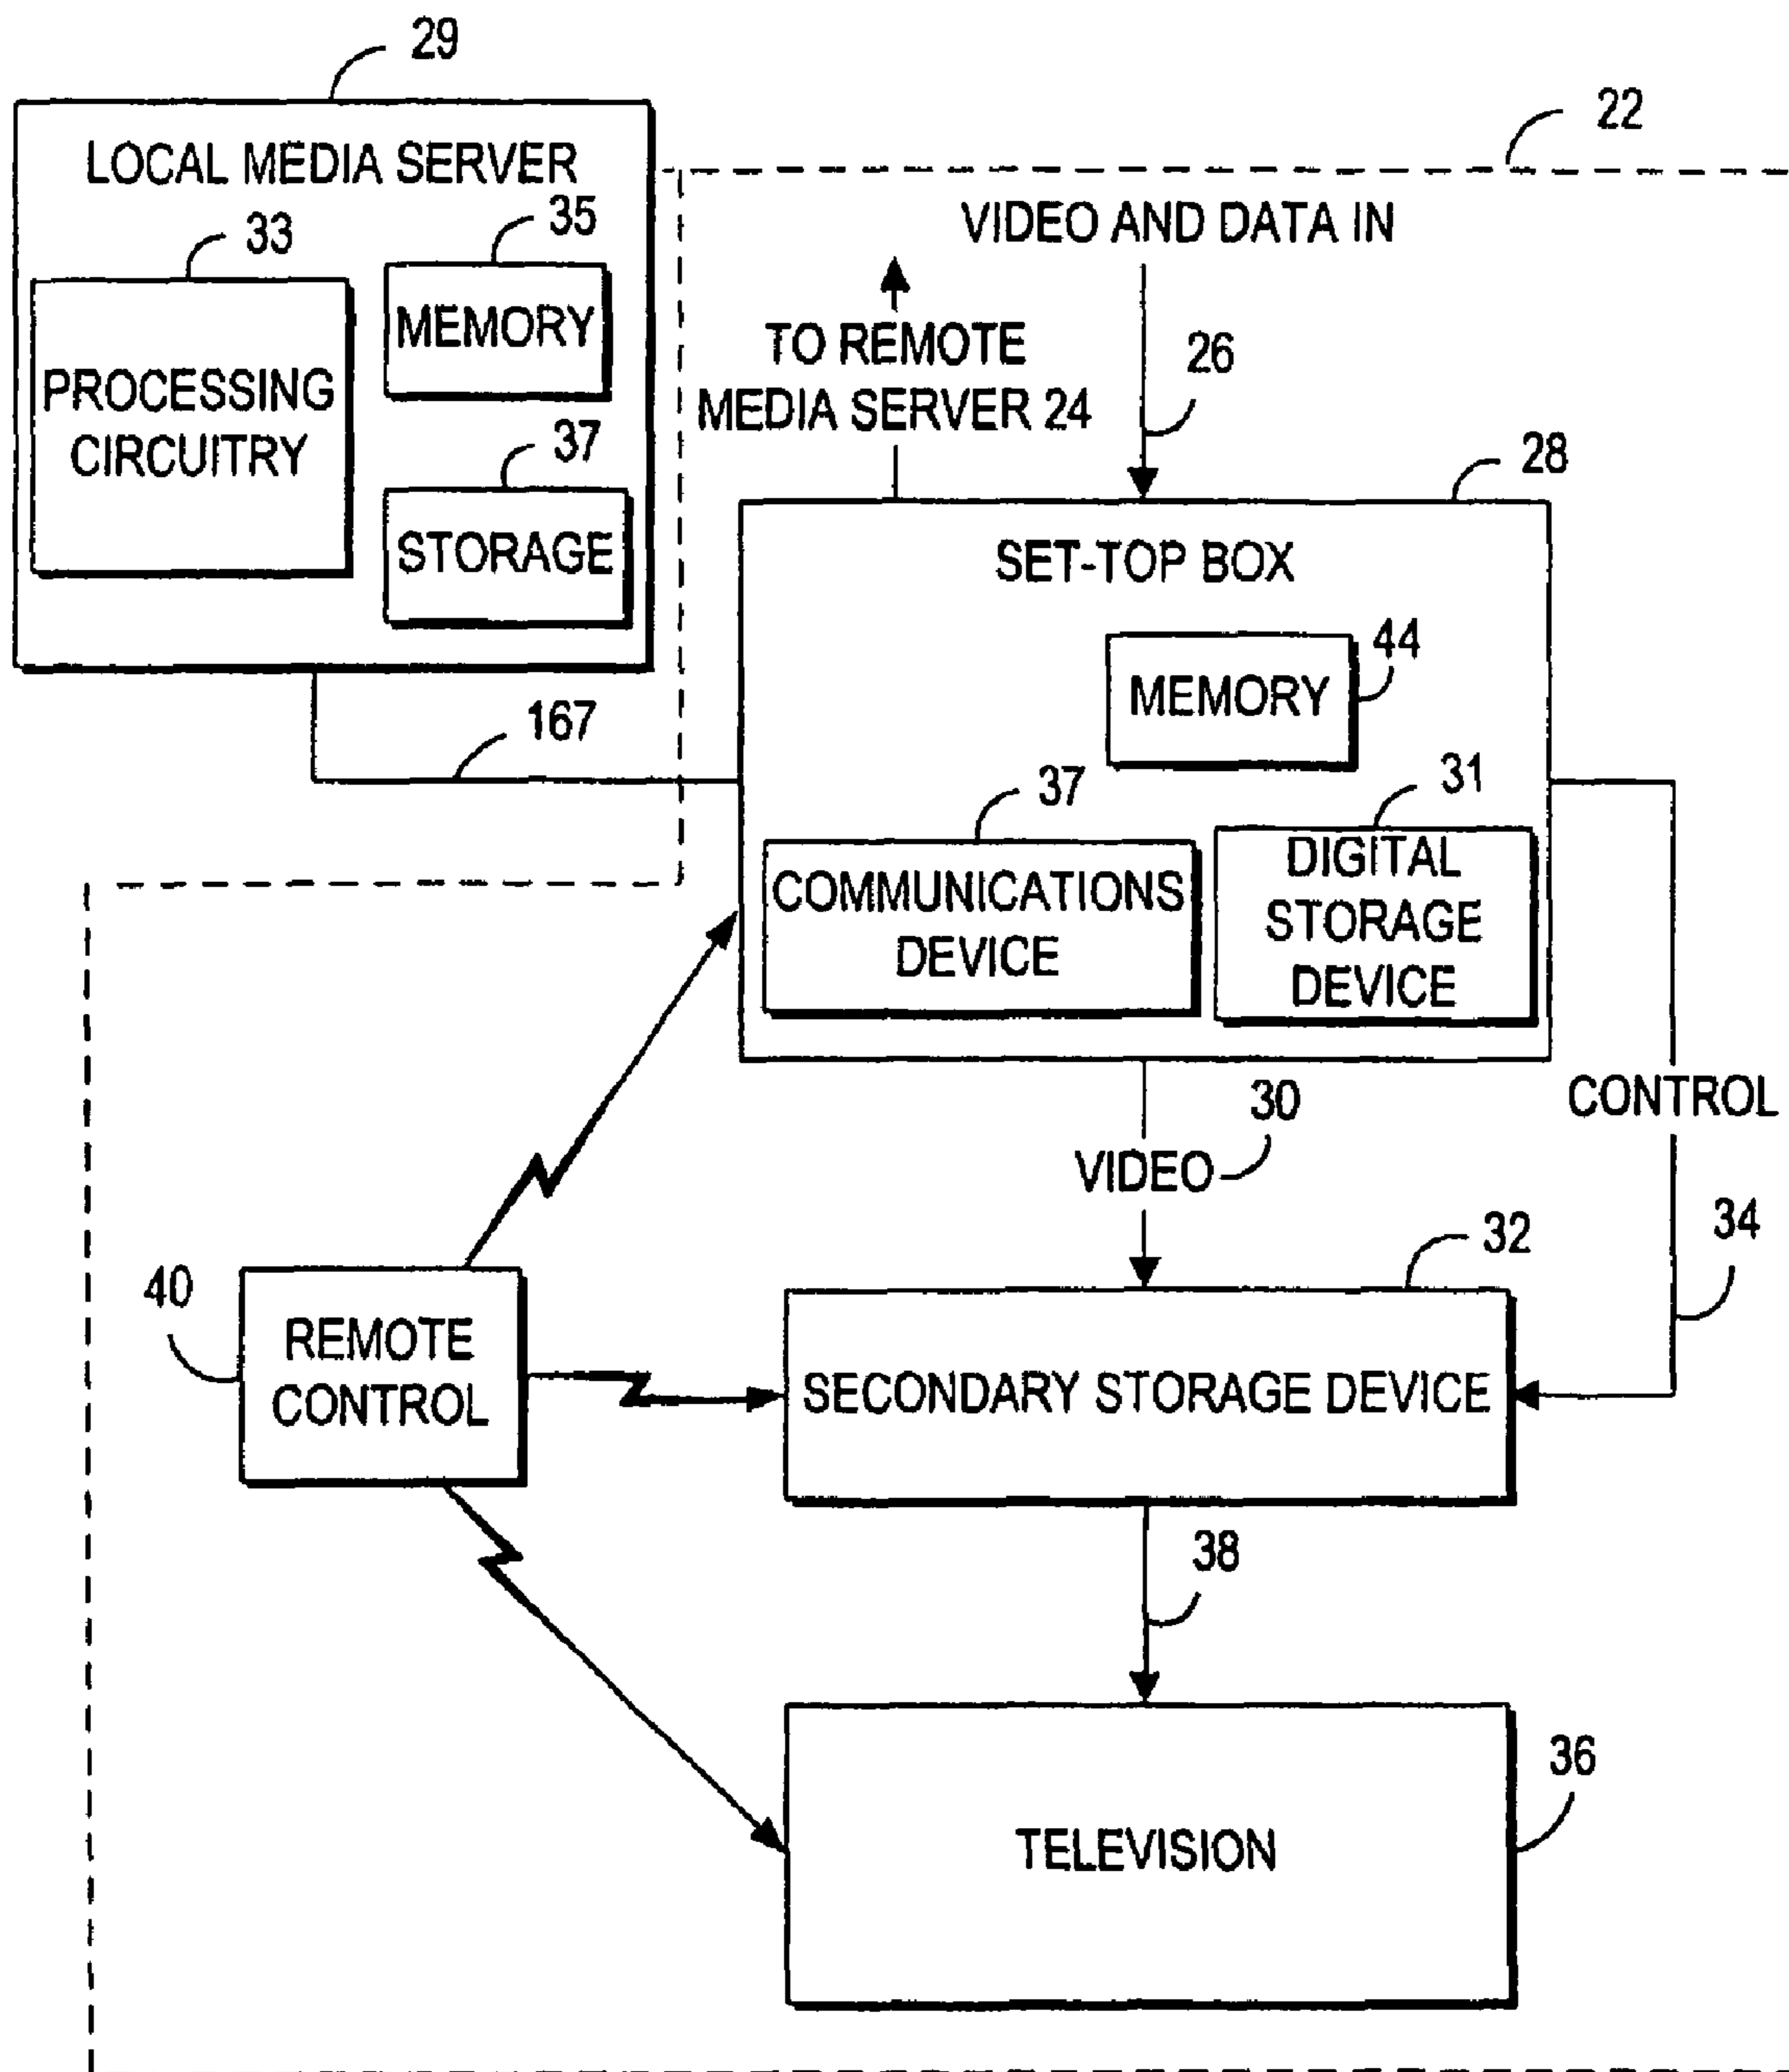 29
22
LOCAL MEDIA SERVER
33
35
PROCESSING
CIRCUITRY
MEMORY
37
STORAGE
VIDEO AND DATA IN
TO REMOTE
MEDIA SERVER 24
26
28
SET-TOP BOX
44
MEMORY
167
37
31
COMMUNICATIONS
DEVICE
DIGITAL
STORAGE
DEVICE
30
VIDEO
CONTROL
34
32
40
REMOTE
CONTROL
SECONDARY STORAGE DEVICE
38
36
TELEVISION